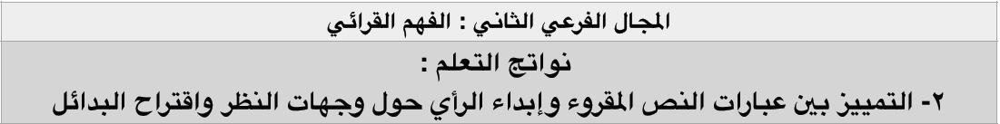 المجال الفرعي الثاني : الفهم القرائي
نواتج التعلم :
٢- التمييز بين عبارات النص المقروء وإبداء الرأي حول وجهات النظر واقتراح البدائل